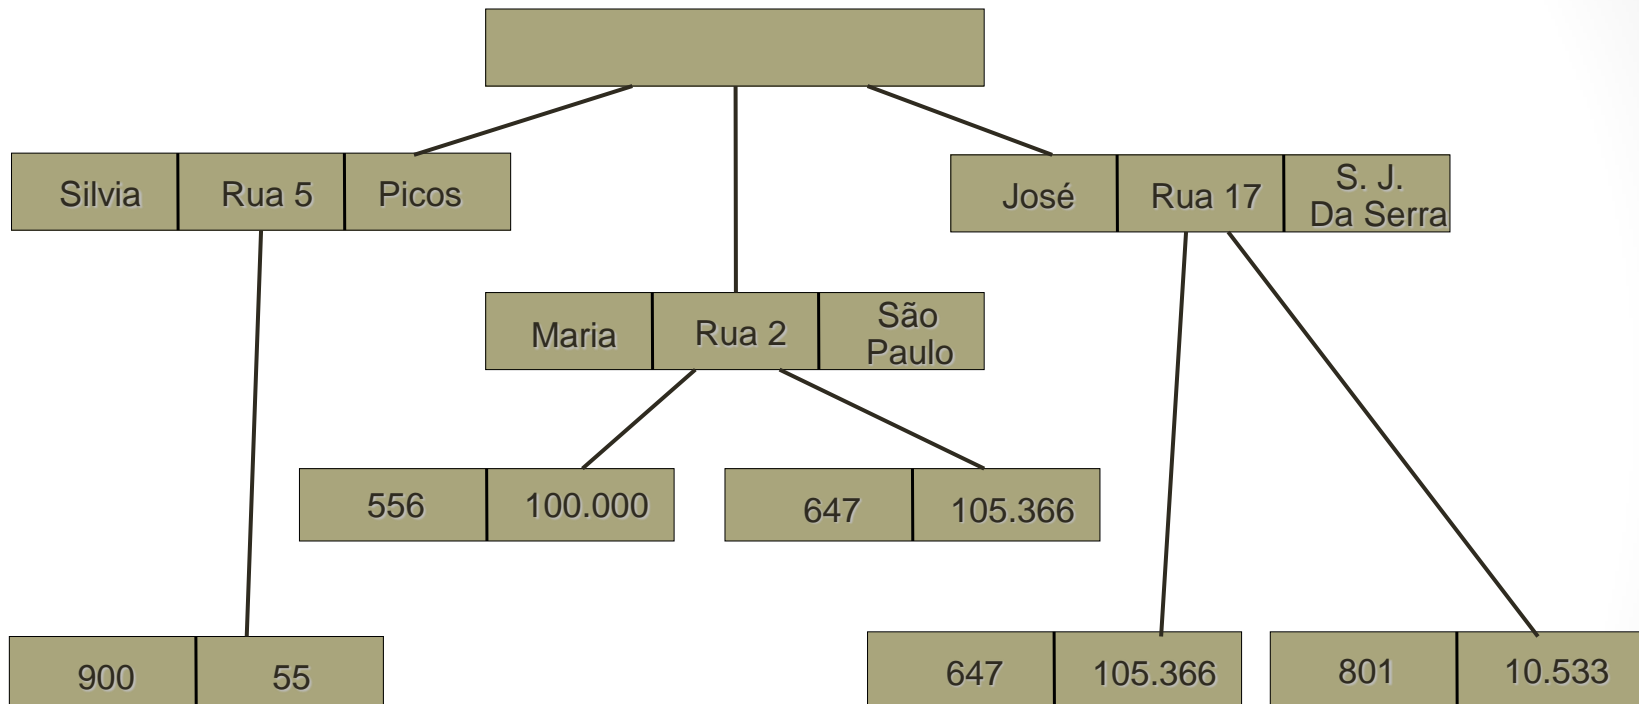 Silvia Rua 5 Picos
José Rua 17 S. J.
Da Serra
Maria Rua 2 São
Paulo
556 100.000
647 105.366
900 55
647 105.366
801 10.533